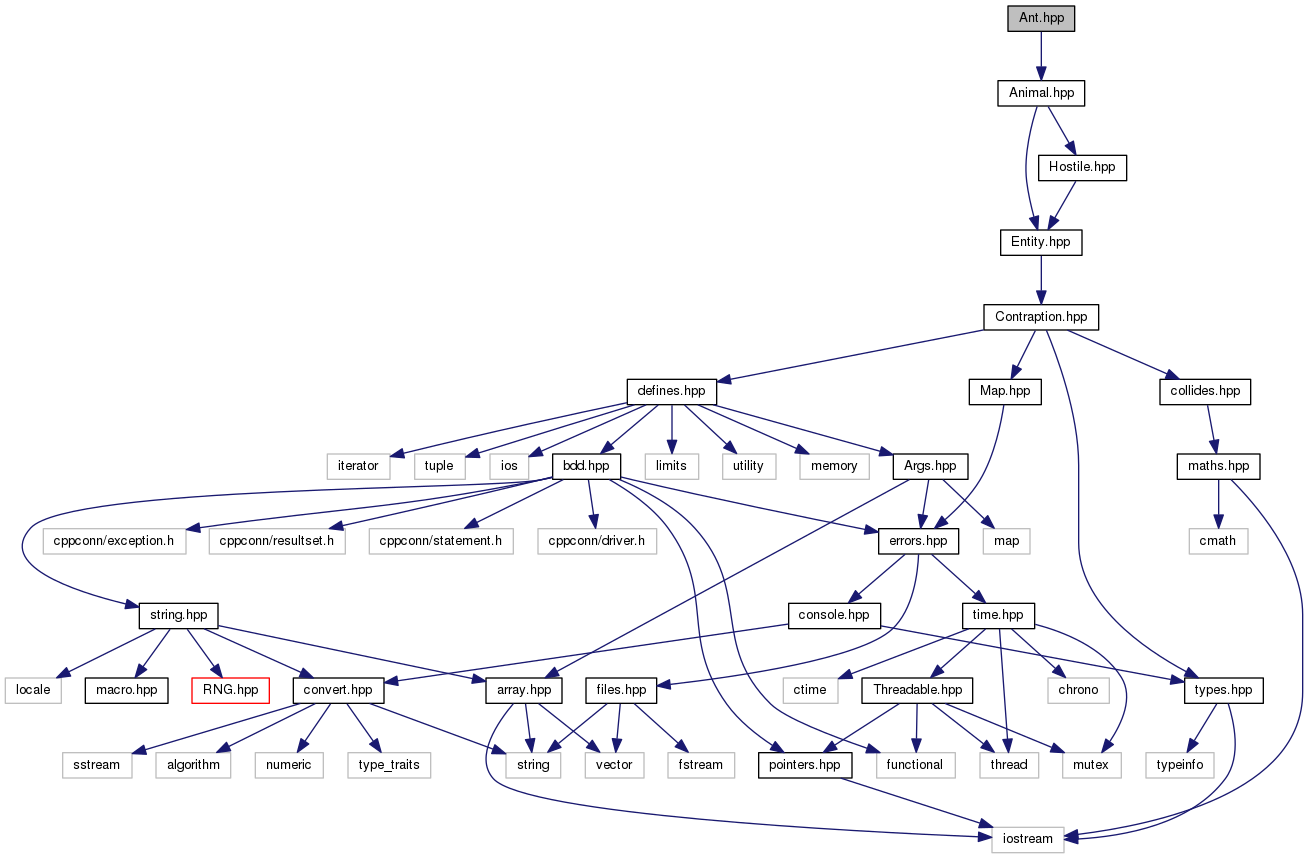 Ant.hpp
Animal.hpp
Hostile.hpp
Entity.hpp
Contraption.hpp
defines.hpp
Map.hpp
collides.hpp
iterator
tuple
ios
bdd.hpp
limits
utility
memory
Args.hpp
maths.hpp
cppconn/exception.h
cppconn/resultset.h
cppconn/statement.h
cppconn/driver.h
errors.hpp
map
cmath
string.hpp
console.hpp
time.hpp
locale
macro.hpp
RNG.hpp
convert.hpp
array.hpp
files.hpp
ctime
Threadable.hpp
chrono
types.hpp
sstream
algorithm
numeric
type_traits
string
vector
fstream
pointers.hpp
functional
thread
mutex
typeinfo
iostream